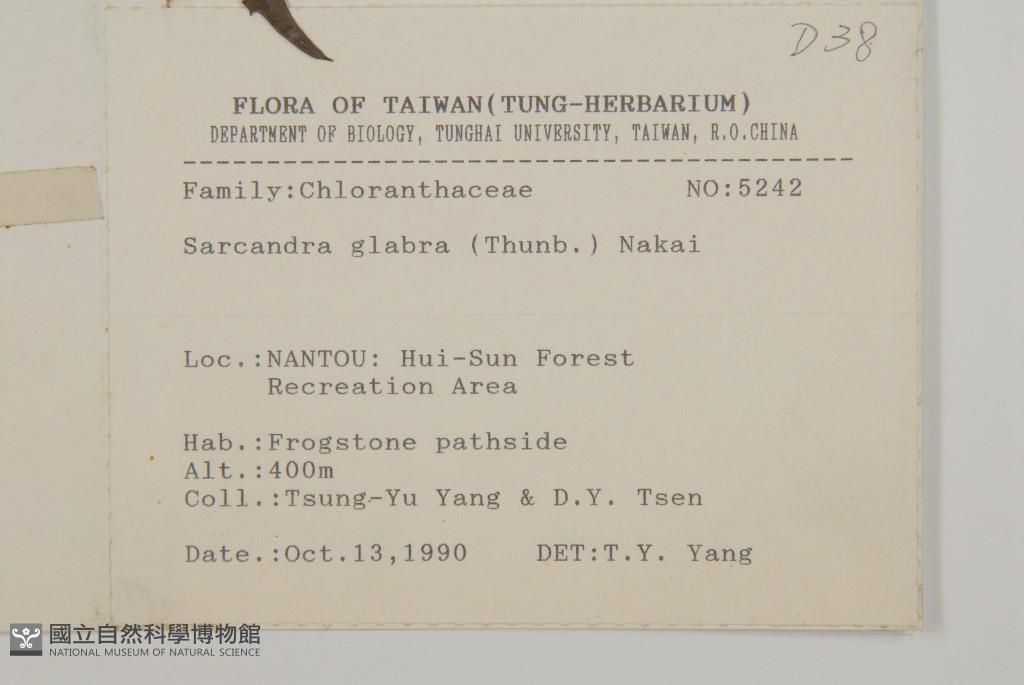 D38
FLORA OF TAIWAN(TUNG-HERBARIUM)
DEPARTMENT OF BIOLOGY, TUNGHAI UNIVERSITY, TAIWAN, R.O.CHINA
Family:Chloranthaceae NO:5242
Sarcandra glabra (Thunb.) Nakai
Loc.:NANTOU: Hui-Sun Forest
Recreation Area
Hab.:Frogstone pathside
Alt.:400m
Coll.:Tsung-Yu Yang & D.Y. Tsen
Date.:Oct.13,1990 DET:T.Y. Yang
國立自然科學博物館
NATIONAL MUSEUM OF NATURAL SCIENCE